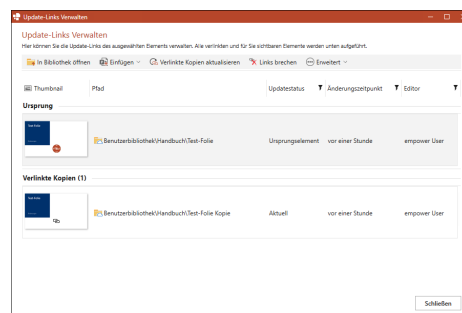 Update-Links Verwalten
Update-Links Verwalten
Hier können Sie die Update-Links des ausgewählten Elements verwalten. Alle verlinkten und für Sie sichtbaren Elemente werden unten aufgeführt.
In Bibliothek öffnen Einfügen Verlinkte Kopien aktualisieren Links brechen Erweitert
Thumbnail Pfad Updatestatus Änderungszeitpunkt Editor
Ursprung
Test-Folie
Benutzerbibliothek\Handbuch\Test-Folie Ursprungselement vor einer Stunde empower User
Verlinkte Kopien (1)
Test-Folie
Benutzerbibliothek\Handbuch\Test-Folie Kopie Aktuell vor einer Stunde empower User
Schließen